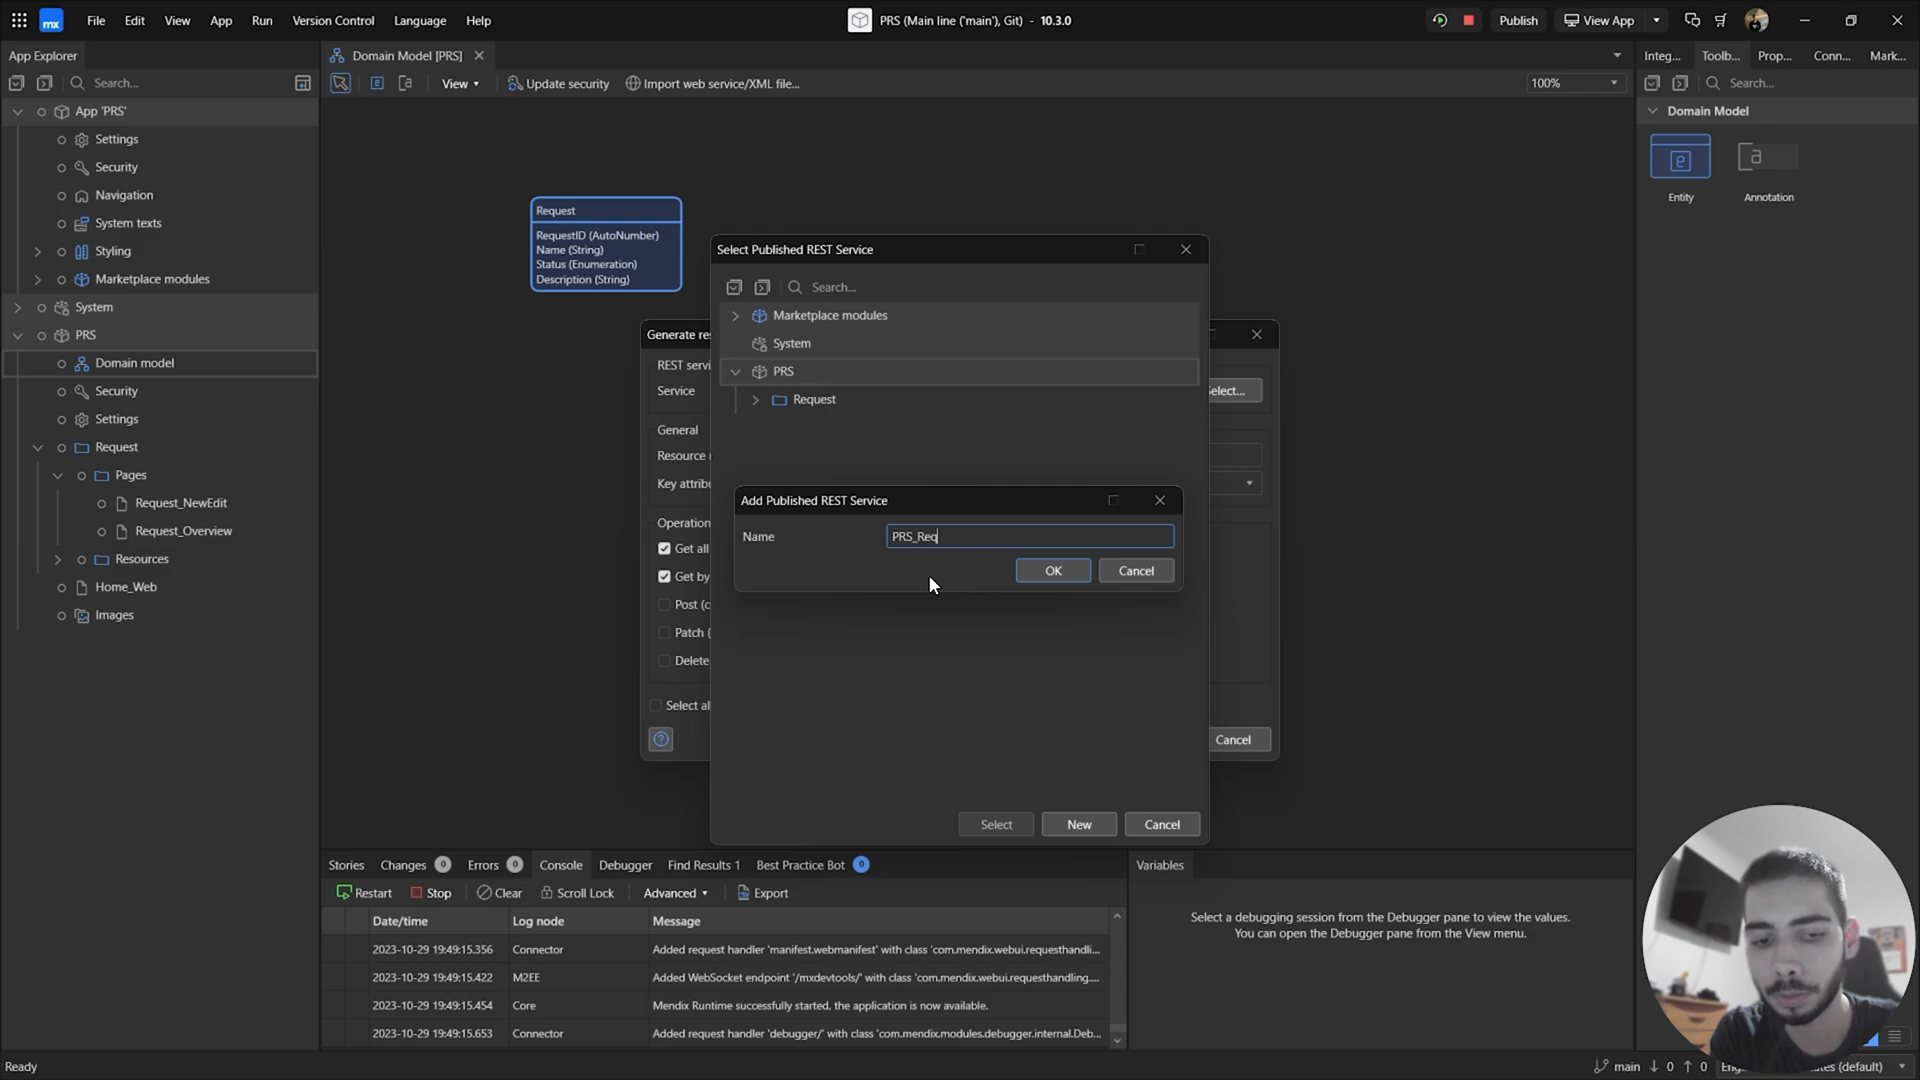 mx File Edit View App Run Version Control Language Help
PRS (Main line ('main'), Git) - 10.3.0
Publish View App
App Explorer
Search...
App 'PRS'
Settings
Security
Navigation
System texts
Styling
Marketplace modules
System
PRS
Domain model
Security
Settings
Request
Pages
Request_NewEdit
Request_Overview
Resources
Home_Web
Images
Domain Model [PRS]
View Update security Import web service/XML file... 100%
Request
RequestID (AutoNumber)
Name (String)
Status (Enumeration)
Description (String)
Generate re
REST servi
Service
Select...
General
Resource
Key attribu
Operation
Get all
Get by
Post (c
Patch (
Delete
Select al
Cancel
Select Published REST Service
Search...
Marketplace modules
System
PRS
Request
Add Published REST Service
Name PRS_Req
OK Cancel
Select New Cancel
Integ... Toolb... Prop... Conn... Mark...
Search...
Domain Model
e a
Entity Annotation
Stories Changes 0 Errors 0 Console Debugger Find Results 1 Best Practice Bot 0
Restart Stop Clear Scroll Lock Advanced Export
Date/time Log node Message
2023-10-29 19:49:15.356 Connector Added request handler 'manifest.webmanifest' with class 'com.mendix.webui.requesthandli...
2023-10-29 19:49:15.422 M2EE Added WebSocket endpoint '/mxdevtools/' with class 'com.mendix.webui.requesthandling....
2023-10-29 19:49:15.454 Core Mendix Runtime successfully started, the application is now available.
2023-10-29 19:49:15.653 Connector Added request handler 'debugger/' with class 'com.mendix.modules.debugger.internal.Deb...
Variables
Select a debugging session from the Debugger pane to view the values.
You can open the Debugger pane from the View menu.
Ready
main 0 0 (default)